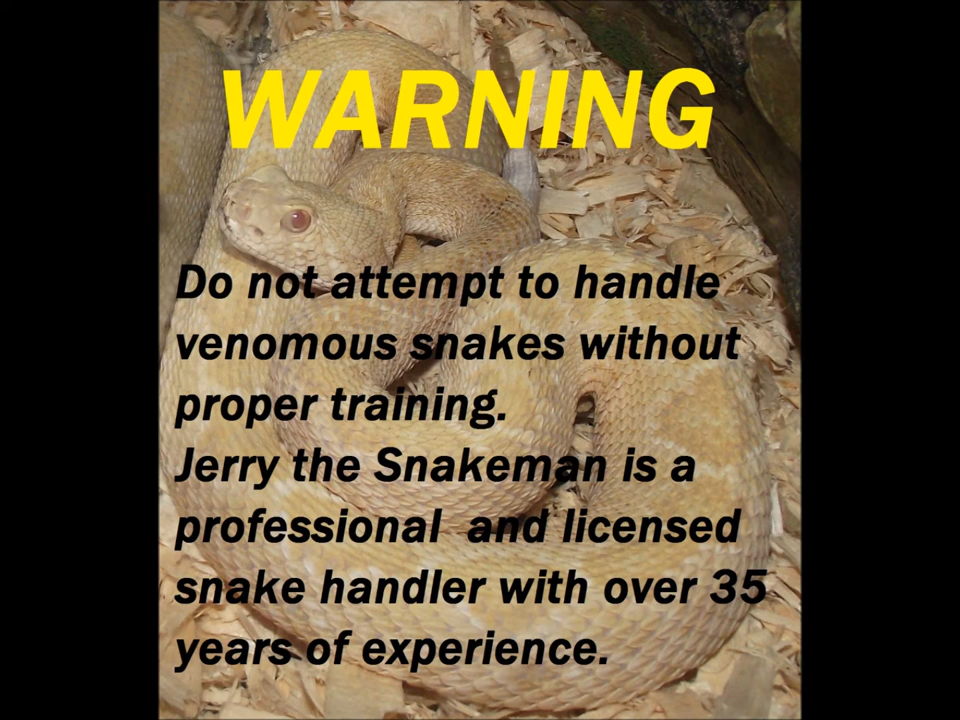 WARNING
Do not attempt to handle
venomous snakes without
proper training.
Jerry the Snakeman is a
professional and licensed
snake handler with over 35
years of experience.